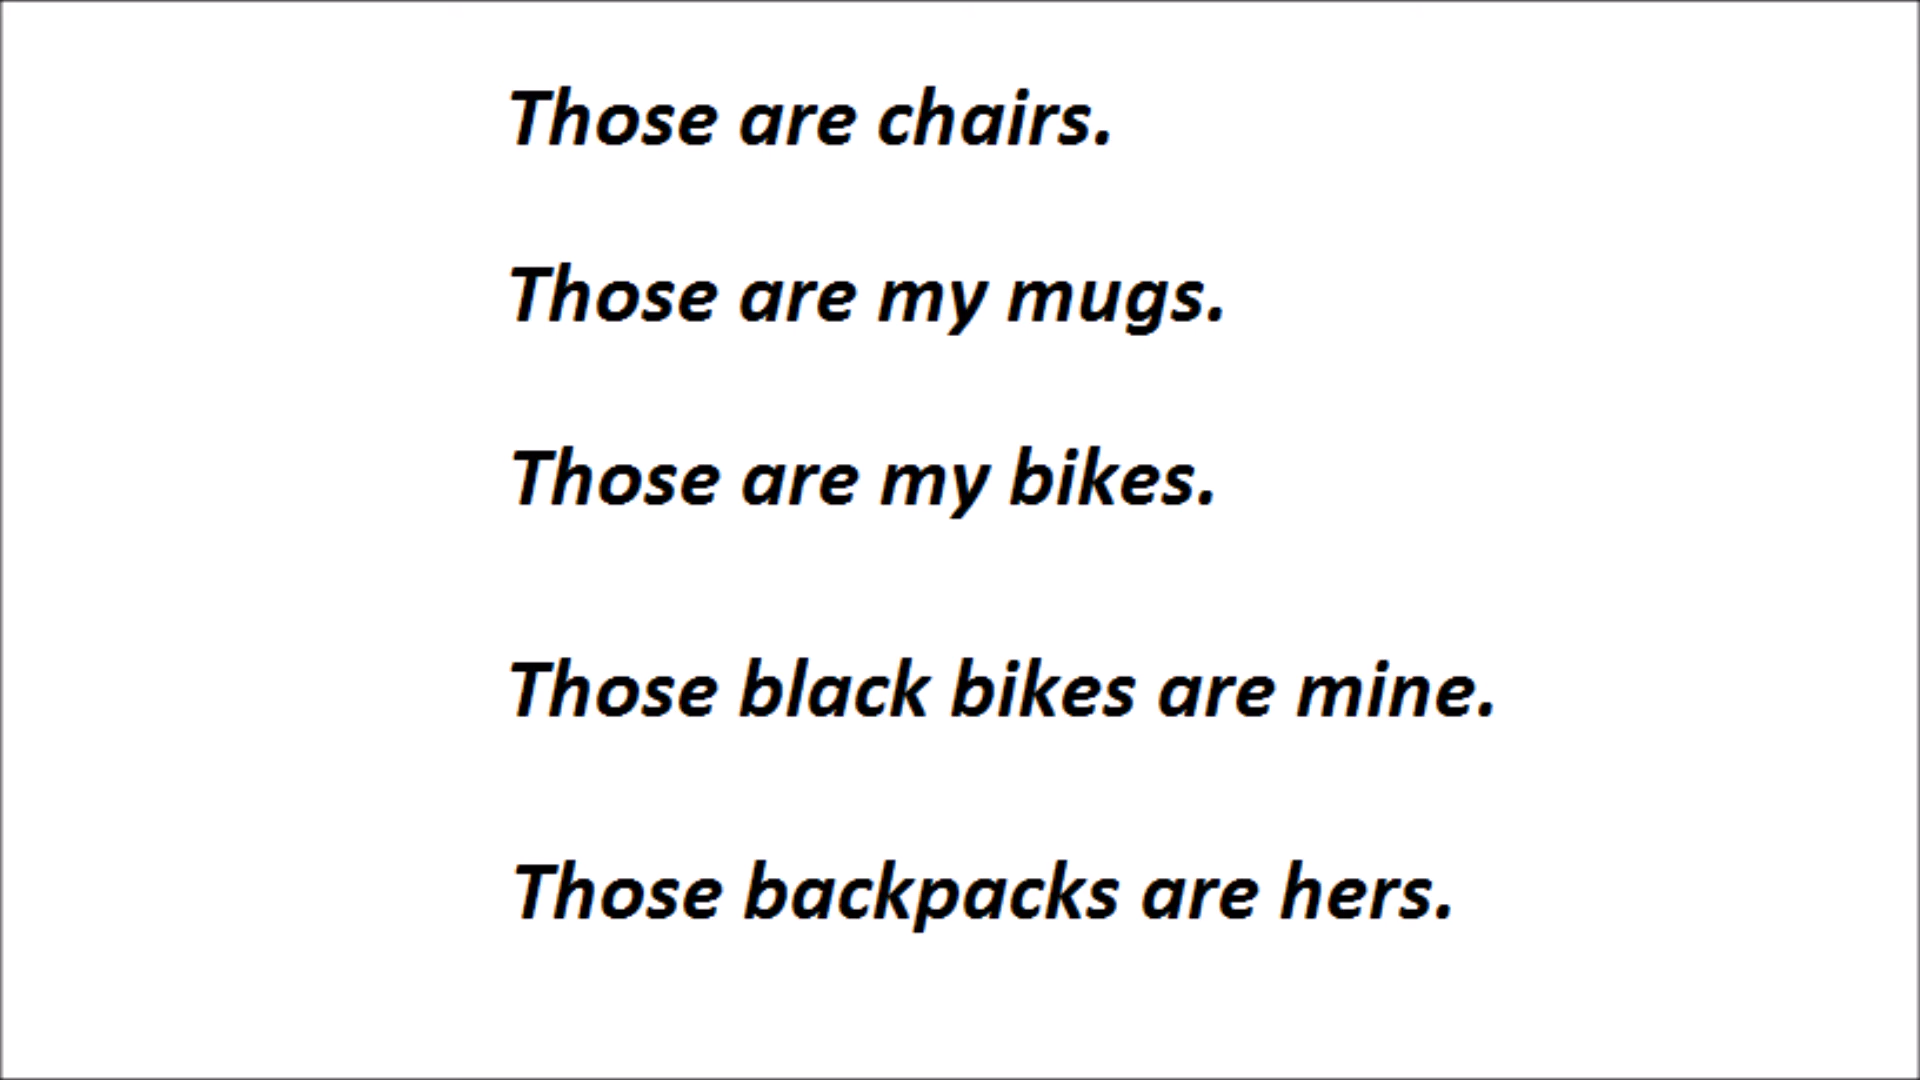 Those are chairs.
Those are my mugs.
Those are my bikes.
Those black bikes are mine.
Those backpacks are hers.